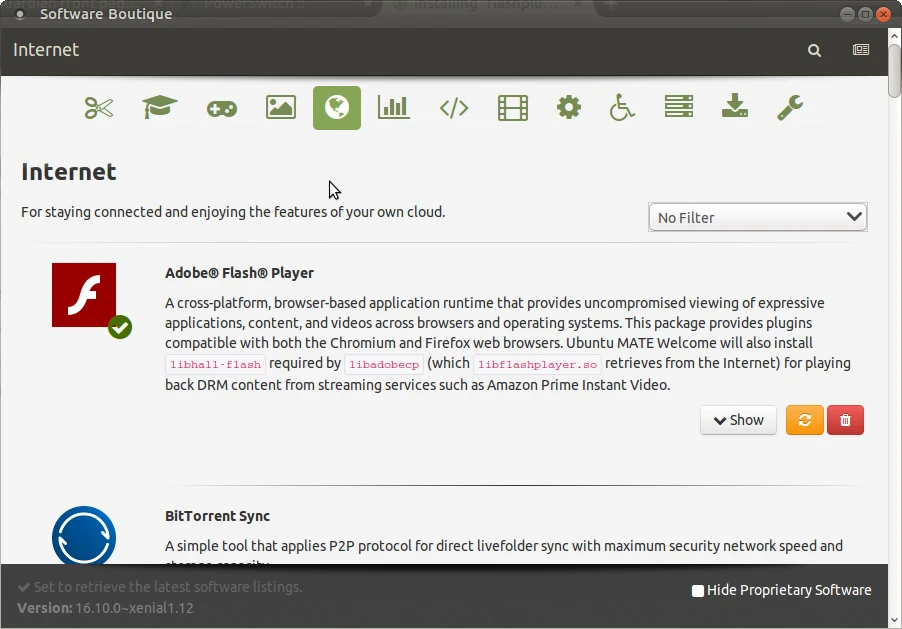 Software Boutique
Internet
Internet
For staying connected and enjoying the features of your own cloud.
No Filter
Adobe® Flash® Player
A cross-platform, browser-based application runtime that provides uncompromised viewing of expressive
applications, content, and videos across browsers and operating systems. This package provides plugins
compatible with both the Chromium and Firefox web browsers. Ubuntu MATE Welcome will also install
libhal1-flash required by libadobecp (which libflashplayer.so retrieves from the Internet) for playing
back DRM content from streaming services such as Amazon Prime Instant Video.
Show
BitTorrent Sync
A simple tool that applies P2P protocol for direct livefolder sync with maximum security network speed and
storage capacity.
Set to retrieve the latest software listings.
Hide Proprietary Software
Version: 16.10.0~xenial1.12